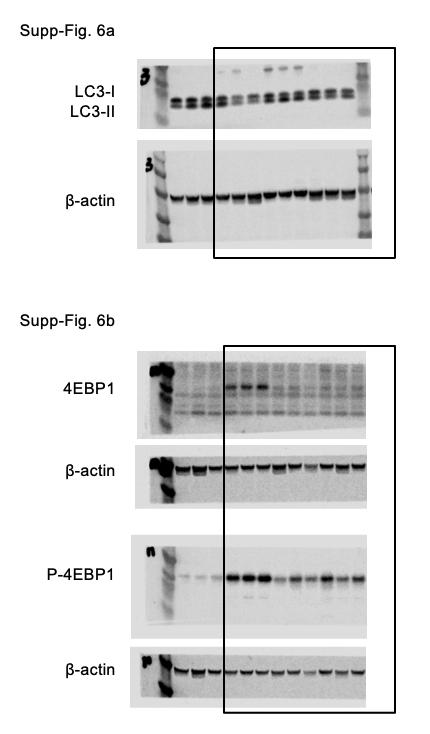 Supp-Fig. 6a
LC3-I
LC3-II
β-actin
Supp-Fig. 6b
4EBP1
β-actin
P-4EBP1
β-actin